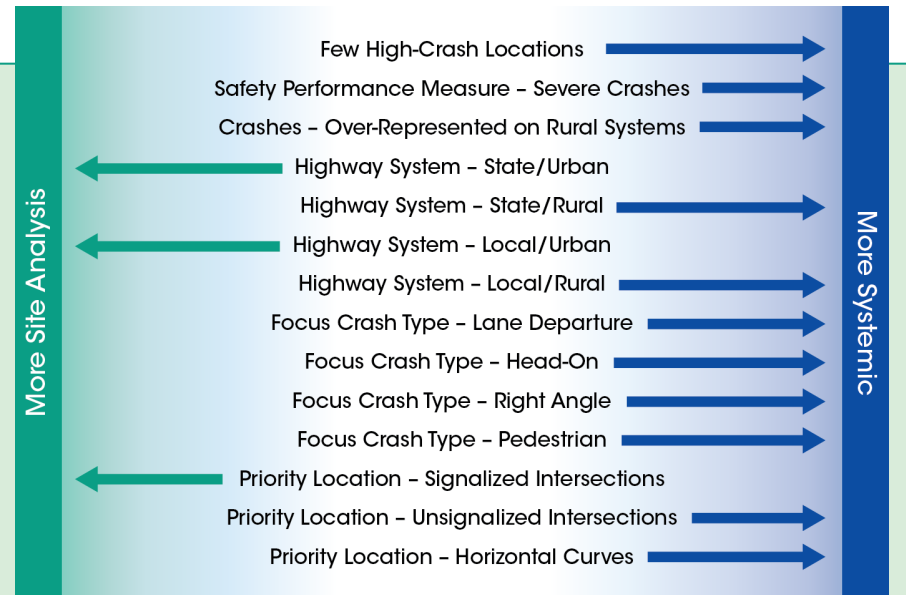 Few High-Crash Locations
Safety Performance Measure – Severe Crashes
Crashes – Over-Represented on Rural Systems
Highway System – State/Urban
Highway System – State/Rural
Highway System – Local/Urban
Highway System – Local/Rural
Focus Crash Type – Lane Departure
Focus Crash Type – Head-On
Focus Crash Type – Right Angle
Focus Crash Type – Pedestrian
Priority Location – Signalized Intersections
Priority Location – Unsignalized Intersections
Priority Location – Horizontal Curves
More Site Analysis
More Systemic